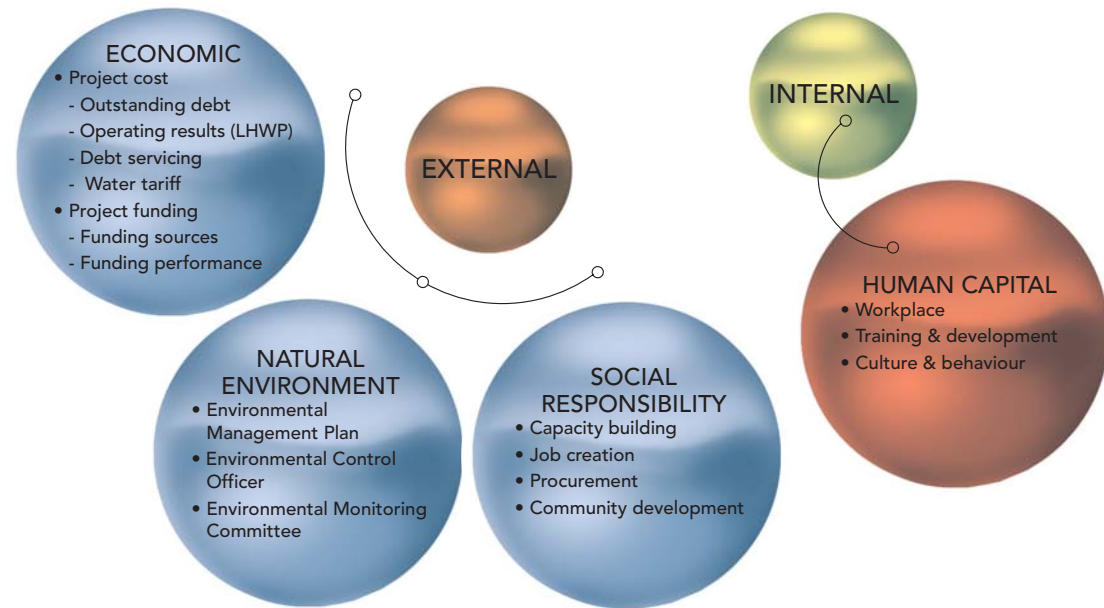 ECONOMIC
• Project cost
- Outstanding debt
- Operating results (LHWP)
- Debt servicing
- Water tariff
• Project funding
- Funding sources
- Funding performance
EXTERNAL
INTERNAL
HUMAN CAPITAL
• Workplace
• Training & development
• Culture & behaviour
NATURAL
ENVIRONMENT
• Environmental
Management Plan
• Environmental Control
Officer
• Environmental Monitoring
Committee
SOCIAL
RESPONSIBILITY
• Capacity building
• Job creation
• Procurement
• Community development